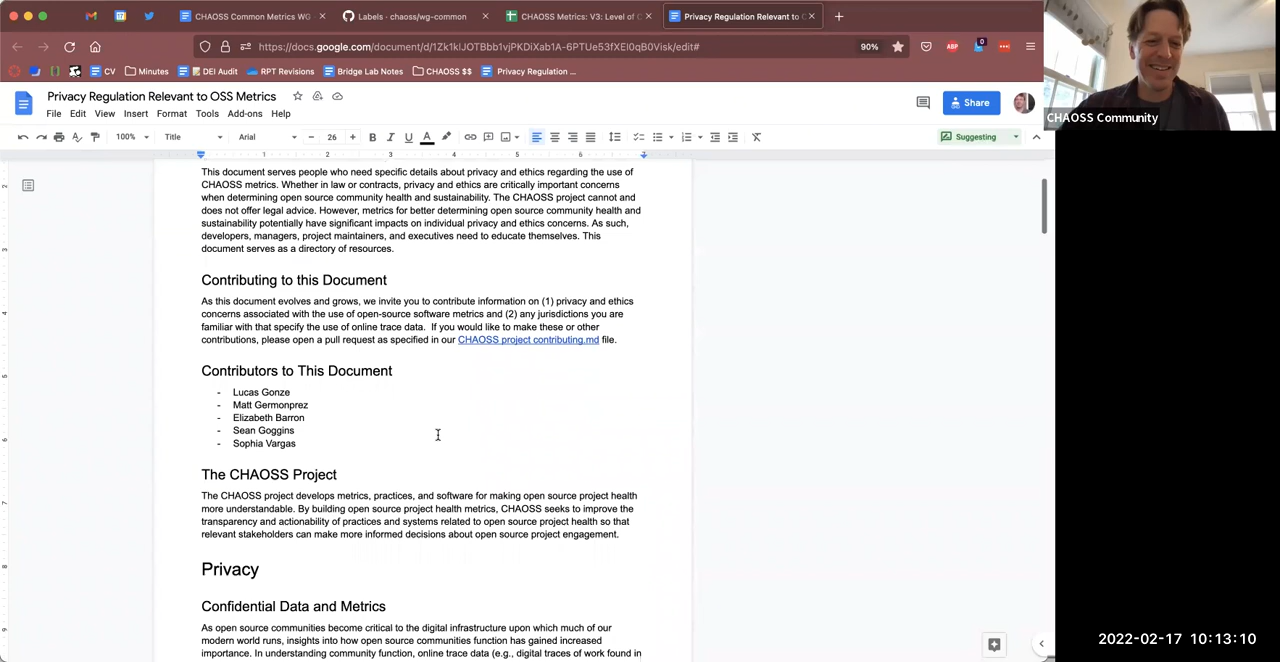 CHAOSS Common Metrics WG
Labels · chaoss/wg-common
CHAOSS Metrics: V3: Level of C
Privacy Regulation Relevant to O
https://docs.google.com/document/d/1Zk1klJOTBbb1vjPKDiXab1A-6PTUe53fXEI0qB0Visk/edit#
90%
ABP
0
CV
Minutes
DEI Audit
RPT Revisions
Bridge Lab Notes
CHAOSS $$
Privacy Regulation ...
Privacy Regulation Relevant to OSS Metrics
File Edit View Insert Format Tools Add-ons Help
Share
CHAOSS Community
100%
Title
Arial
26
B I U A
Suggesting
1 2 3 4 5 6
This document serves people who need specific details about privacy and ethics regarding the use of
CHAOSS metrics. Whether in law or contracts, privacy and ethics are critically important concerns
when determining open source community health and sustainability. The CHAOSS project cannot and
does not offer legal advice. However, metrics for better determining open source community health and
sustainability potentially have significant impacts on individual privacy and ethics concerns. As such,
developers, managers, project maintainers, and executives need to educate themselves. This
document serves as a directory of resources.
Contributing to this Document
As this document evolves and grows, we invite you to contribute information on (1) privacy and ethics
concerns associated with the use of open-source software metrics and (2) any jurisdictions you are
familiar with that specify the use of online trace data. If you would like to make these or other
contributions, please open a pull request as specified in our CHAOSS project contributing.md file.
Contributors to This Document
- Lucas Gonze
- Matt Germonprez
- Elizabeth Barron
- Sean Goggins
- Sophia Vargas
The CHAOSS Project
The CHAOSS project develops metrics, practices, and software for making open source project health
more understandable. By building open source project health metrics, CHAOSS seeks to improve the
transparency and actionability of practices and systems related to open source project health so that
relevant stakeholders can make more informed decisions about open source project engagement.
Privacy
Confidential Data and Metrics
As open source communities become critical to the digital infrastructure upon which much of our
modern world runs, insights into how open source communities function has gained increased
importance. In understanding community function, online trace data (e.g., digital traces of work found in
2022-02-17 10:13:10